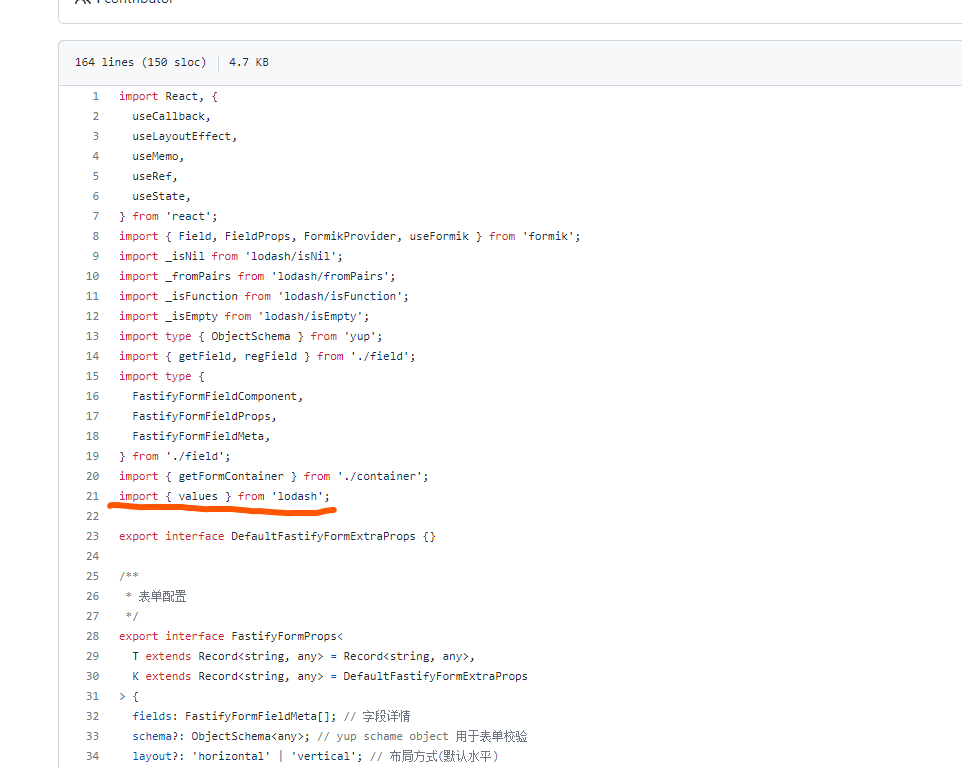 1 contributor
164 lines (150 sloc) 4.7 KB
1 import React, {
2 useCallback,
3 useLayoutEffect,
4 useMemo,
5 useRef,
6 useState,
7 } from 'react';
8 import { Field, FieldProps, FormikProvider, useFormik } from 'formik';
9 import _isNil from 'lodash/isNil';
10 import _fromPairs from 'lodash/fromPairs';
11 import _isFunction from 'lodash/isFunction';
12 import _isEmpty from 'lodash/isEmpty';
13 import type { ObjectSchema } from 'yup';
14 import { getField, regField } from './field';
15 import type {
16 FastifyFormFieldComponent,
17 FastifyFormFieldProps,
18 FastifyFormFieldMeta,
19 } from './field';
20 import { getFormContainer } from './container';
21 import { values } from 'lodash';
22
23 export interface DefaultFastifyFormExtraProps {}
24
25 /**
26 * 表单配置
27 */
28 export interface FastifyFormProps<
29 T extends Record<string, any> = Record<string, any>,
30 K extends Record<string, any> = DefaultFastifyFormExtraProps
31 > {
32 fields: FastifyFormFieldMeta[]; // 字段详情
33 schema?: ObjectSchema<any>; // yup schame object 用于表单校验
34 layout?: 'horizontal' | 'vertical'; // 布局方式(默认水平)